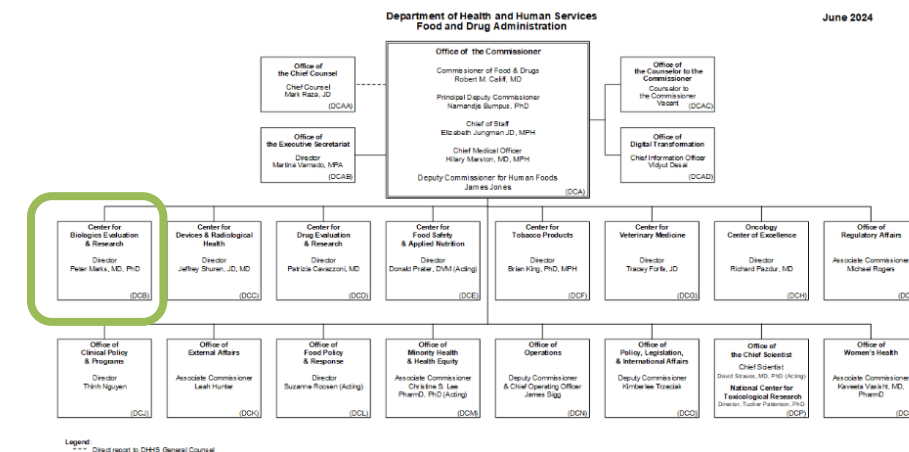 Department of Health and Human Services
Food and Drug Administration
June 2024
Office of the Commissioner
Commissioner of Food & Drugs
Robert M. Califf, MD
Principal Deputy Commissioner
Namandje Bumpus, PhD
Chief of Staff
Elizabeth Jungman JD, MPH
Chief Medical Officer
Hilary Marston, MD, MPH
Deputy Commissioner for Human Foods
James Jones
(DCA)
Office of
the Chief Counsel
Chief Counsel
Mark Raza, JD
(DCAA)
Office of
the Counselor to the
Commissioner
Counselor to
the Commissioner
Vacant
(DCAC)
Office of
the Executive Secretariat
Director
Martina Varnado, MPA
(DCAB)
Office of
Digital Transformation
Chief Information Officer
Vidyut Desai
(DCAD)
Center for
Biologics Evaluation
& Research
Director
Peter Marks, MD, PhD
(DCB)
Center for
Devices & Radiological
Health
Director
Jeffrey Shuren, JD, MD
(DCC)
Center for
Drug Evaluation
& Research
Director
Patrizia Cavazzoni, MD
(DCD)
Center for
Food Safety
& Applied Nutrition
Director
Donald Prater, DVM (Acting)
(DCE)
Center for
Tobacco Products
Director
Brian King, PhD, MPH
(DCF)
Center for
Veterinary Medicine
Director
Tracey Forfa, JD
(DCG)
Oncology
Center of Excellence
Director
Richard Pazdur, MD
(DCH)
Office of
Regulatory Affairs
Associate Commissioner
Michael Rogers
(DC
Office of
Clinical Policy
& Programs
Director
Thinh Nguyen
(DCJ)
Office of
External Affairs
Associate Commissioner
Leah Hunter
(DCK)
Office of
Food Policy
& Response
Director
Suzanne Roosen (Acting)
(DCL)
Office of
Minority Health
& Health Equity
Associate Commissioner
Christine S. Lee
PharmD, PhD (Acting)
(DCM)
Office of
Operations
Deputy Commissioner
& Chief Operating Officer
James Sigg
(DCN)
Office of
Policy, Legislation,
& International Affairs
Deputy Commissioner
Kimberlee Trzeciak
(DCO)
Office of
the Chief Scientist
Chief Scientist
David Strauss, MD, PhD (Acting)
National Center for
Toxicological Research
Director, Tucker Patterson, PhD
(DCP)
Office of
Women's Health
Associate Commissioner
Kaveeta Vasisht, MD,
PharmD
(DC
Legend:
---- Direct report to DHHS General Counsel